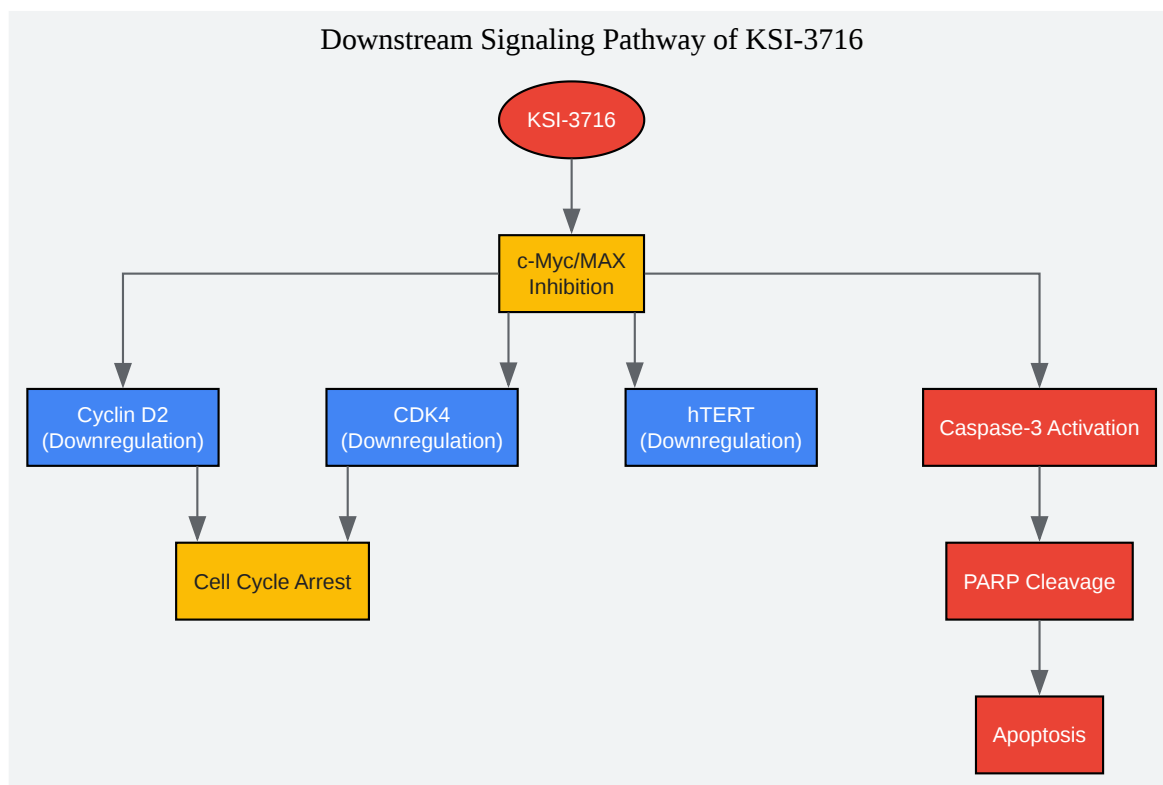 Downstream Signaling Pathway of KSI-3716
KSI-3716
c-Myc/MAX
Inhibition
Cyclin D2
(Downregulation)
CDK4
(Downregulation)
hTERT
(Downregulation)
Caspase-3 Activation
Cell Cycle Arrest
PARP Cleavage
Apoptosis